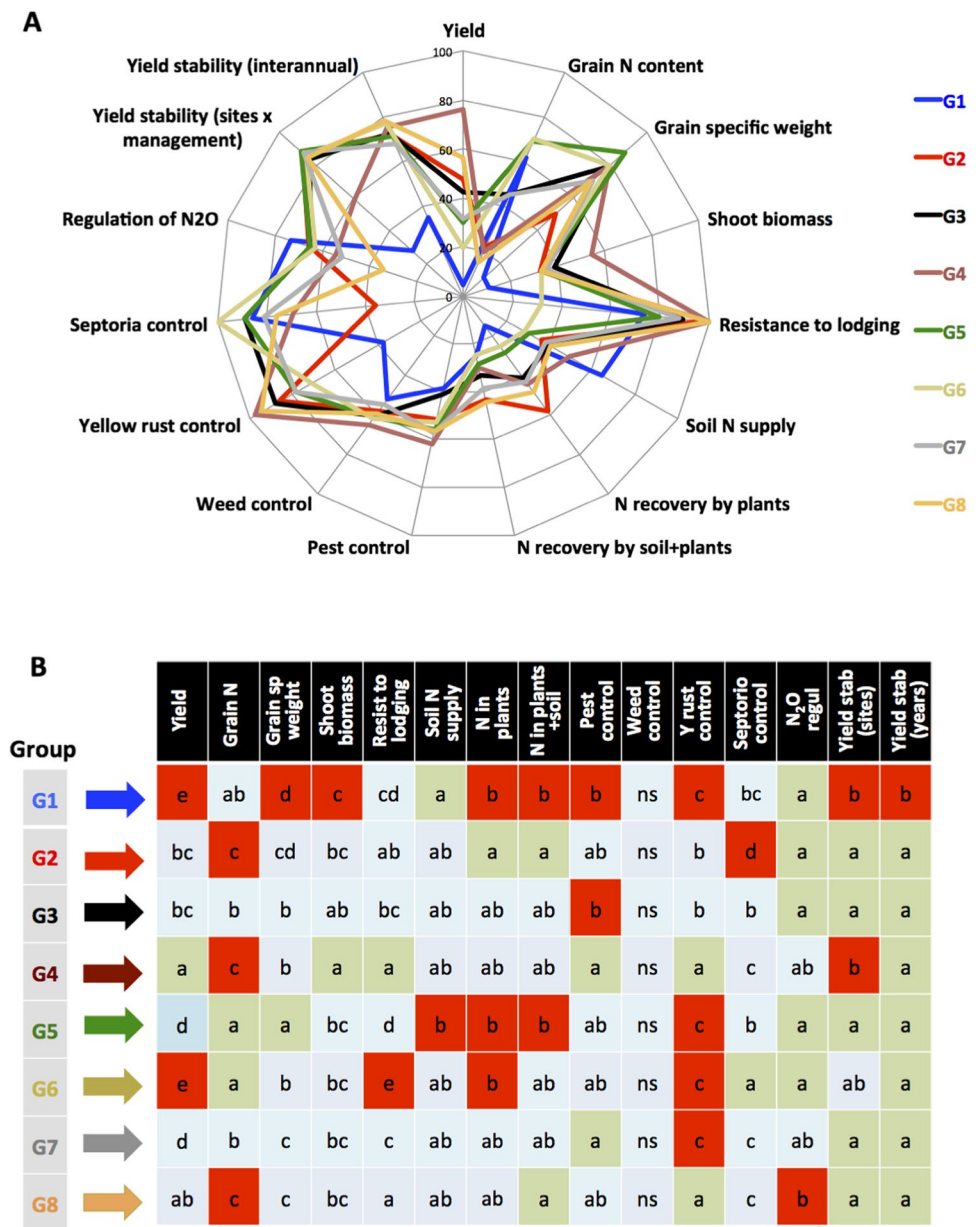 A
Yield
100
80
60
40
20
0
Grain N content
Grain specific weight
Shoot biomass
Resistance to lodging
Soil N supply
N recovery by plants
N recovery by soil+plants
Pest control
Weed control
Yellow rust control
Septoria control
Regulation of N2O
Yield stability (sites x
management)
Yield stability (interannual)
G1
G2
G3
G4
G5
G6
G7
G8
B
Group
Yield
Grain N
Grain sp
weight
Shoot
biomass
Resist to
lodging
Soil N
supply
N in
plants
N in plants
+soil
Pest
control
Weed
control
Y rust
control
Septorio
control
N₂O
regul
Yield stab
(sites)
Yield stab
(years)
G1 e ab d c cd a b b b ns c bc a b b
G2 bc c cd bc ab ab a a ab ns b d a a a
G3 bc b b ab bc ab ab ab b ns b b a a a
G4 a c b a a ab ab ab a ns a c ab b a
G5 d a a bc d b b b ab ns c b a a a
G6 e a b bc e ab b ab ab ns c a a ab a
G7 d b c bc c ab ab ab a ns c c ab a a
G8 ab c c bc a ab ab a ab ns a c b a a